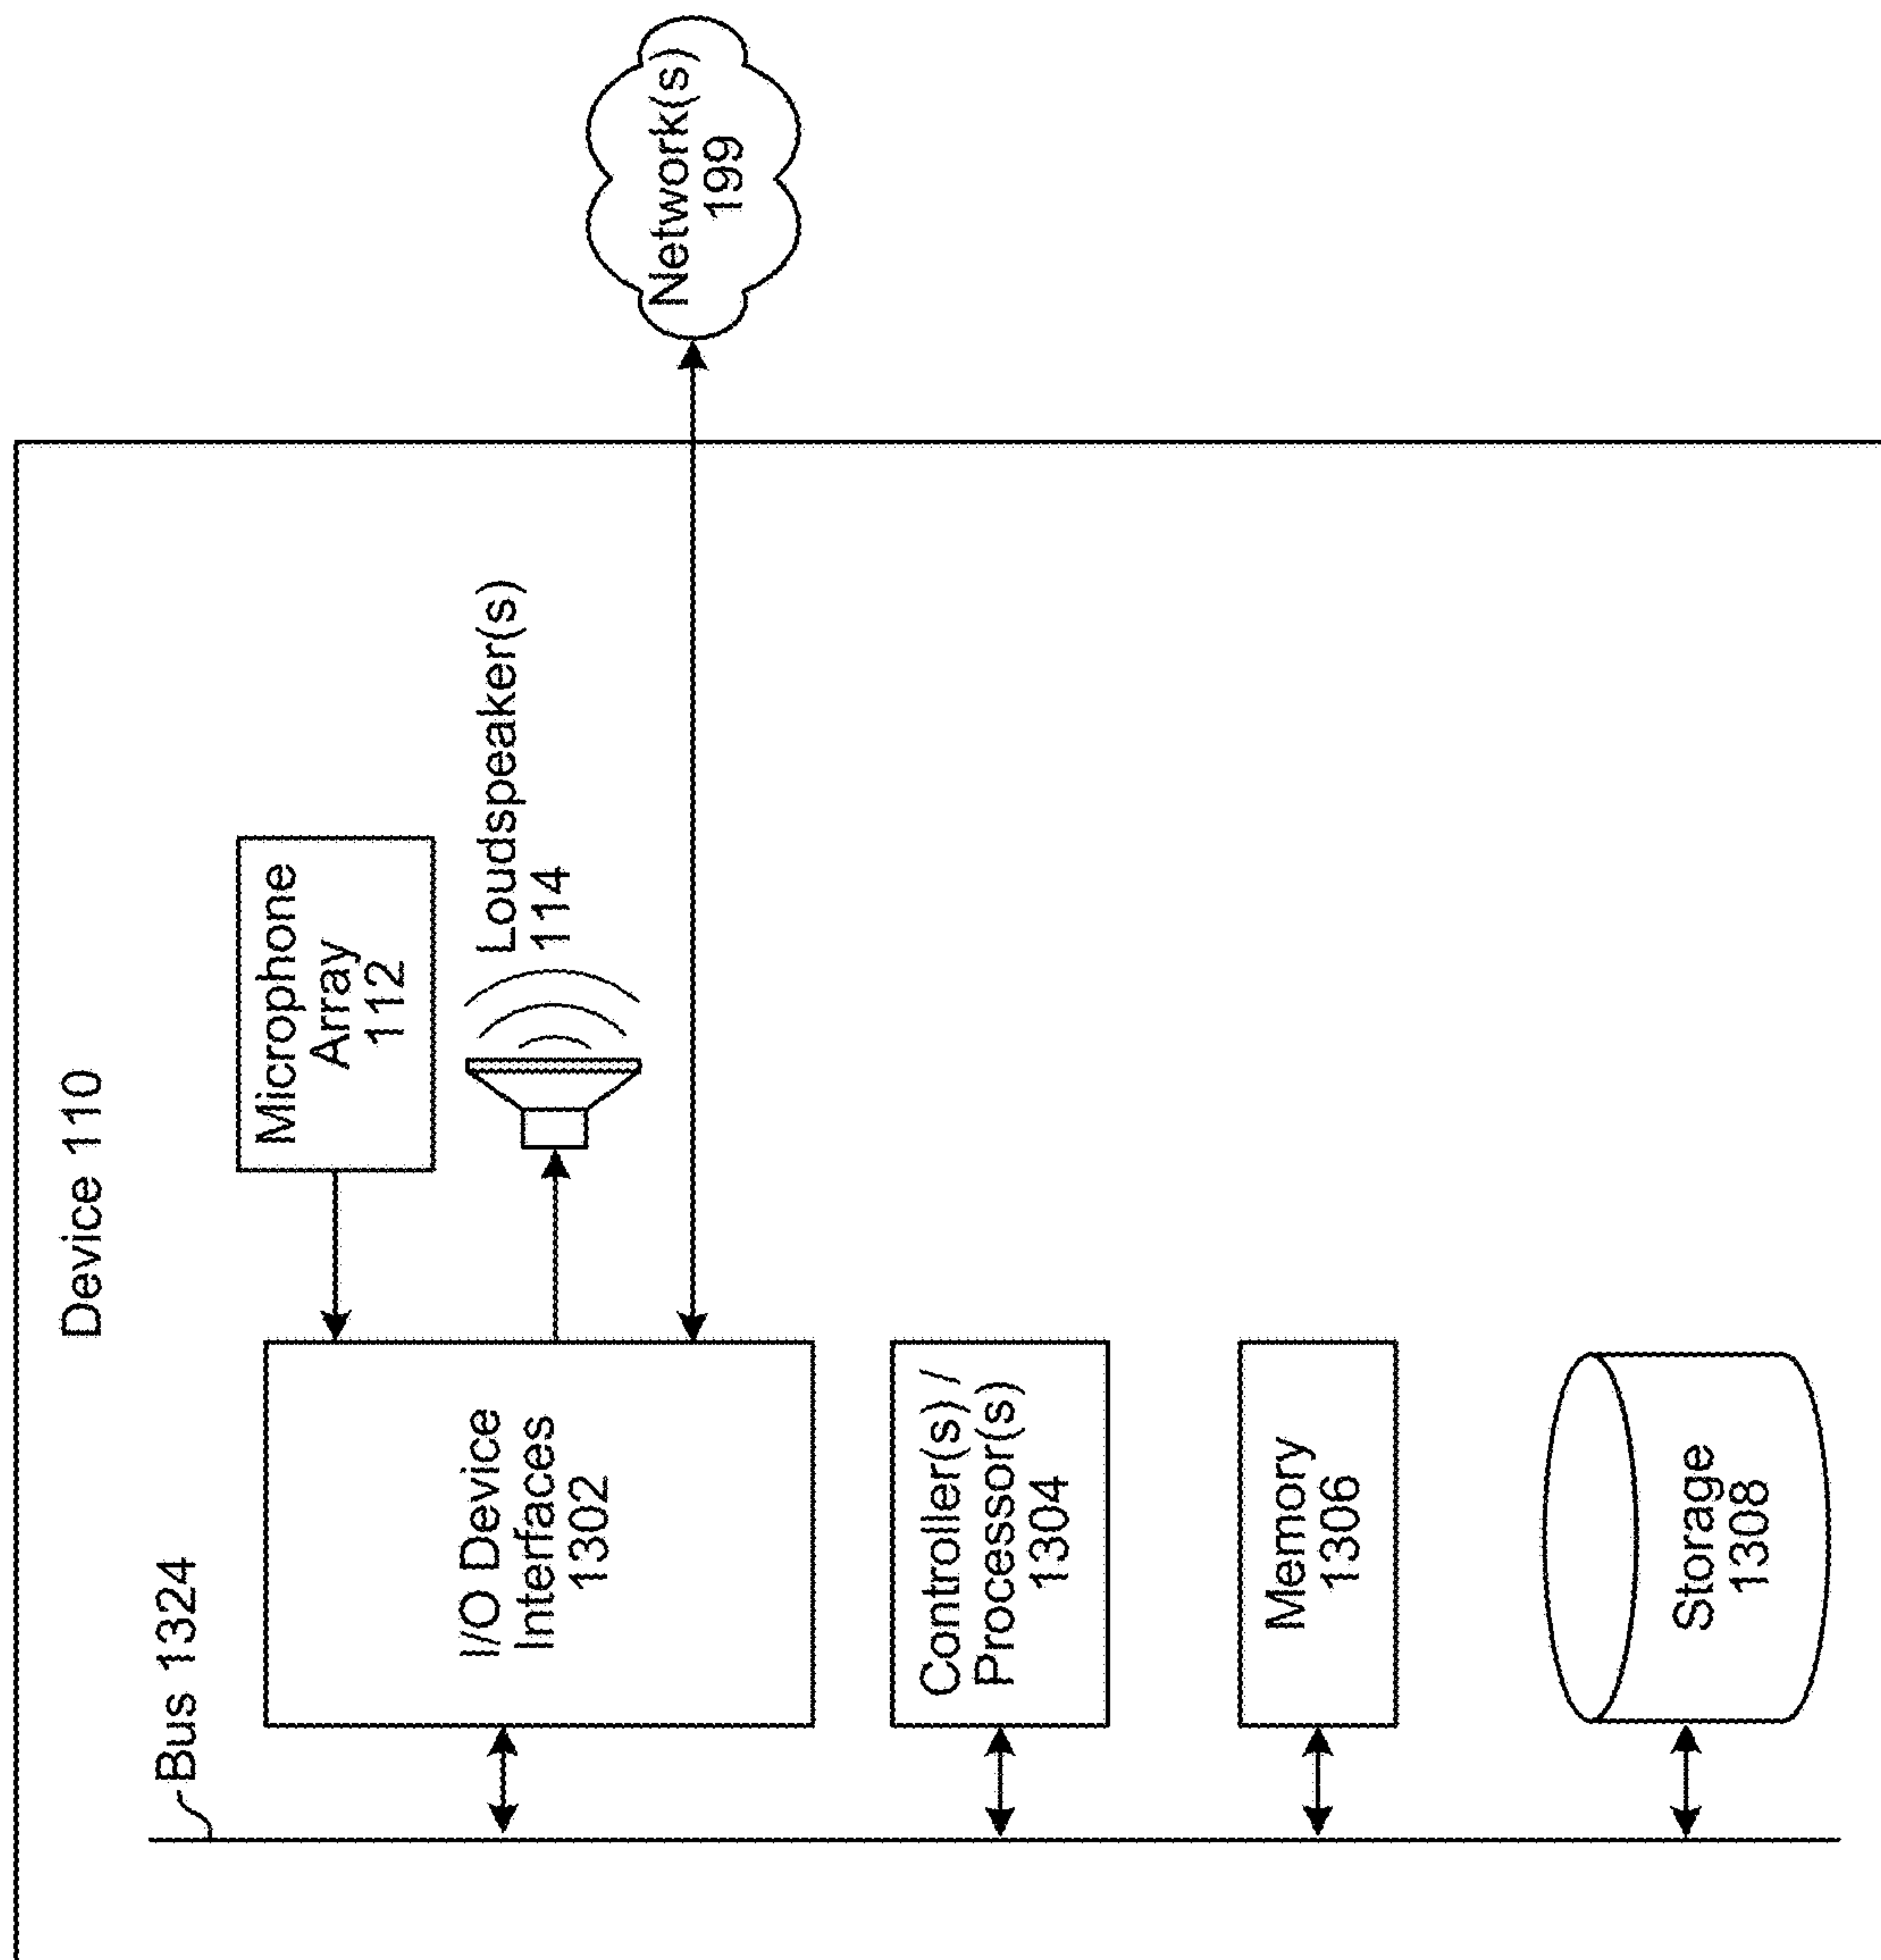 Device 110
Bus 1324
I/O Device
Interfaces
1302
Microphone
Array
112
Loudspeaker(s)
114
Network(s)
199
Controller(s) /
Processor(s)
1304
Memory
1306
Storage
1308